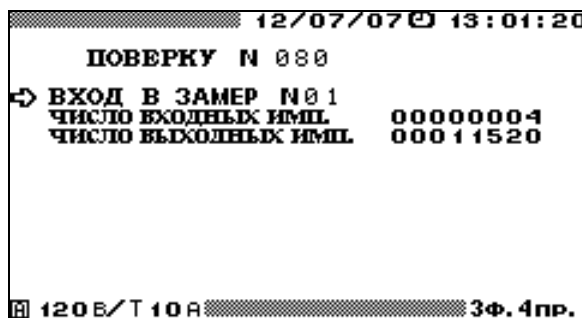 12/07/07 13:01:20
ПОВЕРКУ N 080
ВХОД В ЗАМЕР N01
ЧИСЛО ВХОДНЫХ ИМП. 00000004
ЧИСЛО ВЫХОДНЫХ ИМП. 00011520
A 120В/Т10А 3Ф.4пр.